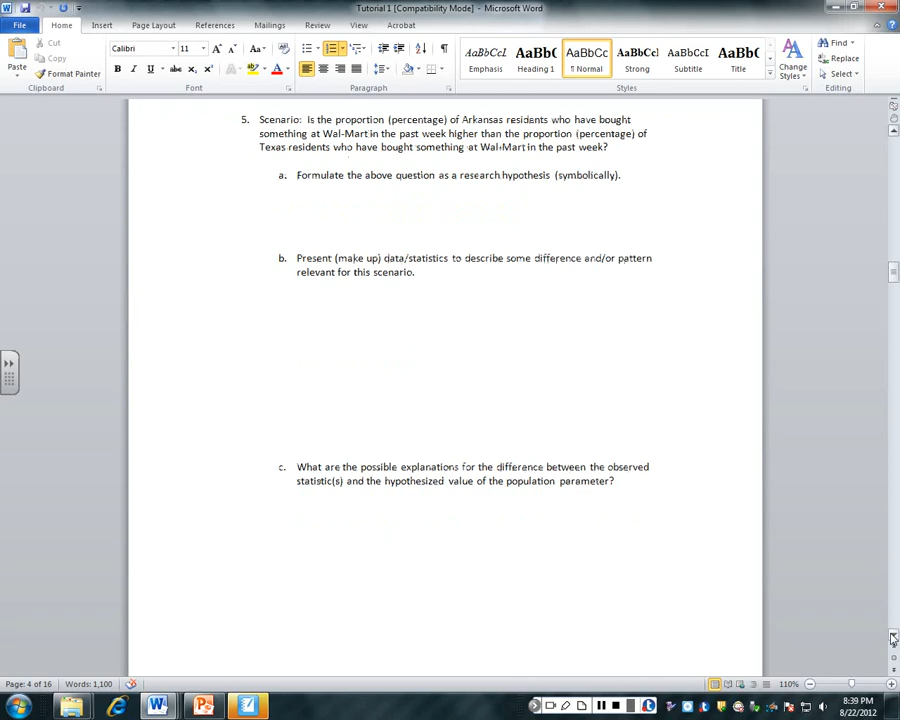 Tutorial 1 [Compatibility Mode] - Microsoft Word
File Home Insert Page Layout References Mailings Review View Acrobat
Paste
Cut
Copy
Format Painter
Clipboard
Calibri 11
B I U abc x₂ x²
Font
Paragraph
AaBbCcI AaBb( AaBbCc AaBbCcl AaBbCcD AaBb(
Emphasis Heading 1 ¶ Normal Strong Subtitle Title
Change Styles
Styles
Find
Replace
Select
Editing
5. Scenario: Is the proportion (percentage) of Arkansas residents who have bought
something at Wal-Mart in the past week higher than the proportion (percentage) of
Texas residents who have bought something at Wal-Mart in the past week?
a. Formulate the above question as a research hypothesis (symbolically).
b. Present (make up) data/statistics to describe some difference and/or pattern
relevant for this scenario.
c. What are the possible explanations for the difference between the observed
statistic(s) and the hypothesized value of the population parameter?
Page: 4 of 16 Words: 1,100 110%
8:39 PM
8/22/2012